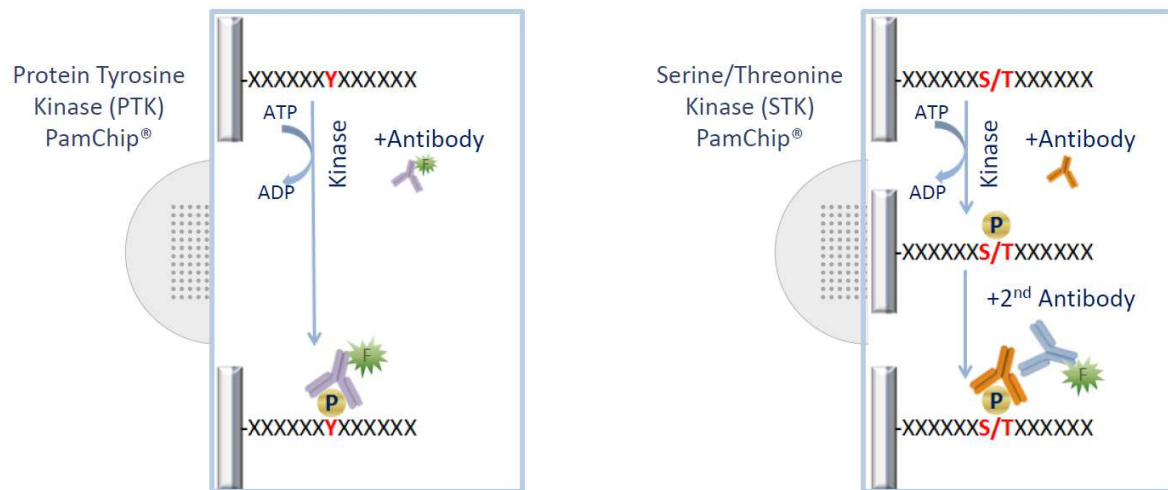 Protein Tyrosine
Kinase (PTK)
PamChip®
-XXXXXXYXXXXXX
ATP
ADP
Kinase
+Antibody
F
F
P
-XXXXXXYXXXXXX
Serine/Threonine
Kinase (STK)
PamChip®
-XXXXXXS/TXXXXXX
ATP
ADP
Kinase
+Antibody
P
-XXXXXXS/TXXXXXX
+2nd Antibody
F
P
-XXXXXXS/TXXXXXX